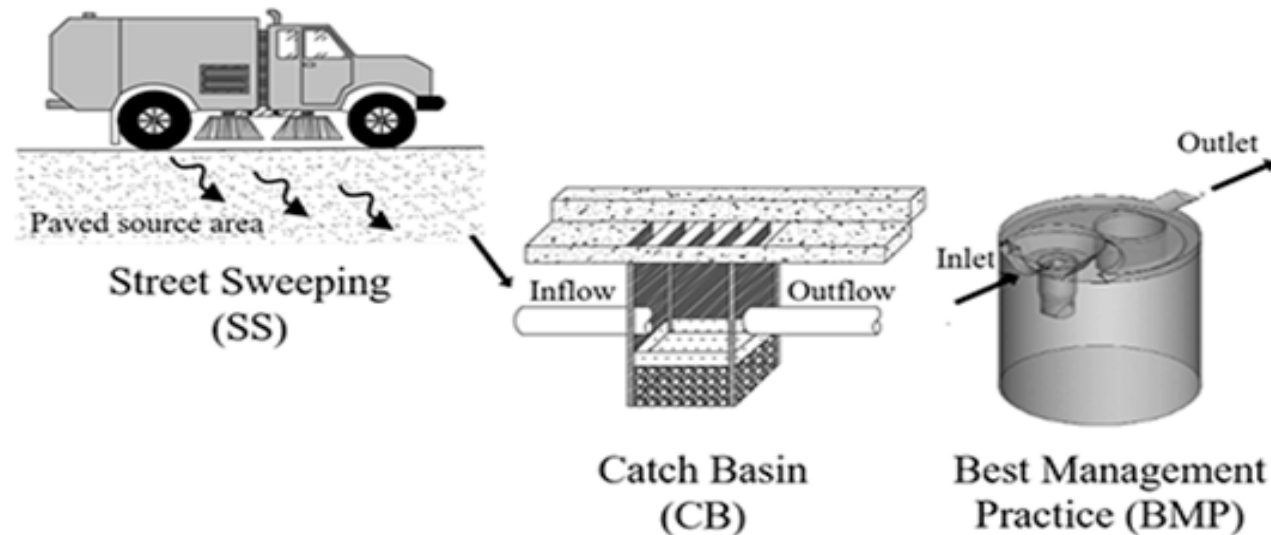 Paved source area
Street Sweeping
(SS)
Inflow
Outflow
Catch Basin
(CB)
Outlet
Inlet
Best Management
Practice (BMP)